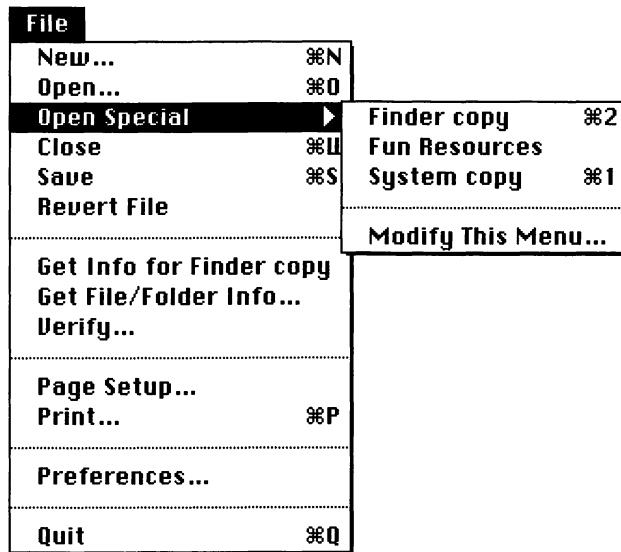 File
New... ⌘N
Open... ⌘O
Open Special
Close ⌘W
Save ⌘S
Revert File
Get Info for Finder copy
Get File/Folder Info...
Verify...
Page Setup...
Print... ⌘P
Preferences...
Quit ⌘Q
Finder copy ⌘2
Fun Resources
System copy ⌘1
Modify This Menu...